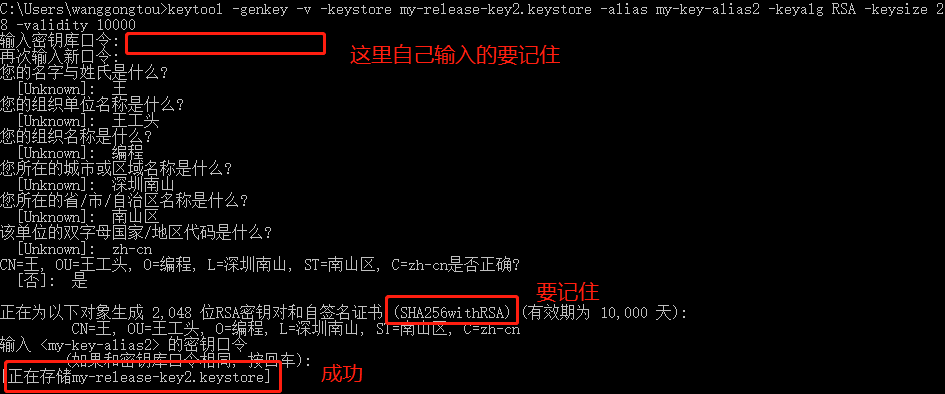 C:\Users\wanggongtou>keytool -genkey -v -keystore my-release-key2.keystore -alias my-key-alias2 -keyalg RSA -keysize 2
8 -validity 10000
输入密钥库口令:
再次输入新口令:
这里自己输入的要记住
您的名字与姓氏是什么?
[Unknown]: 王
您的组织单位名称是什么?
[Unknown]: 王工头
您的组织名称是什么?
[Unknown]: 编程
您所在的城市或区域名称是什么?
[Unknown]: 深圳南山
您所在的省/市/自治区名称是什么?
[Unknown]: 南山区
该单位的双字母国家/地区代码是什么?
[Unknown]: zh-cn
CN=王, OU=王工头, O=编程, L=深圳南山, ST=南山区, C=zh-cn是否正确?
[否]: 是
要记住
正在为以下对象生成 2,048 位RSA密钥对和自签名证书 (SHA256withRSA) (有效期为 10,000 天):
CN=王, OU=王工头, O=编程, L=深圳南山, ST=南山区, C=zh-cn
输入 <my-key-alias2> 的密钥口令
(如果和密钥库口令相同, 按回车):
[正在存储my-release-key2.keystore]
成功